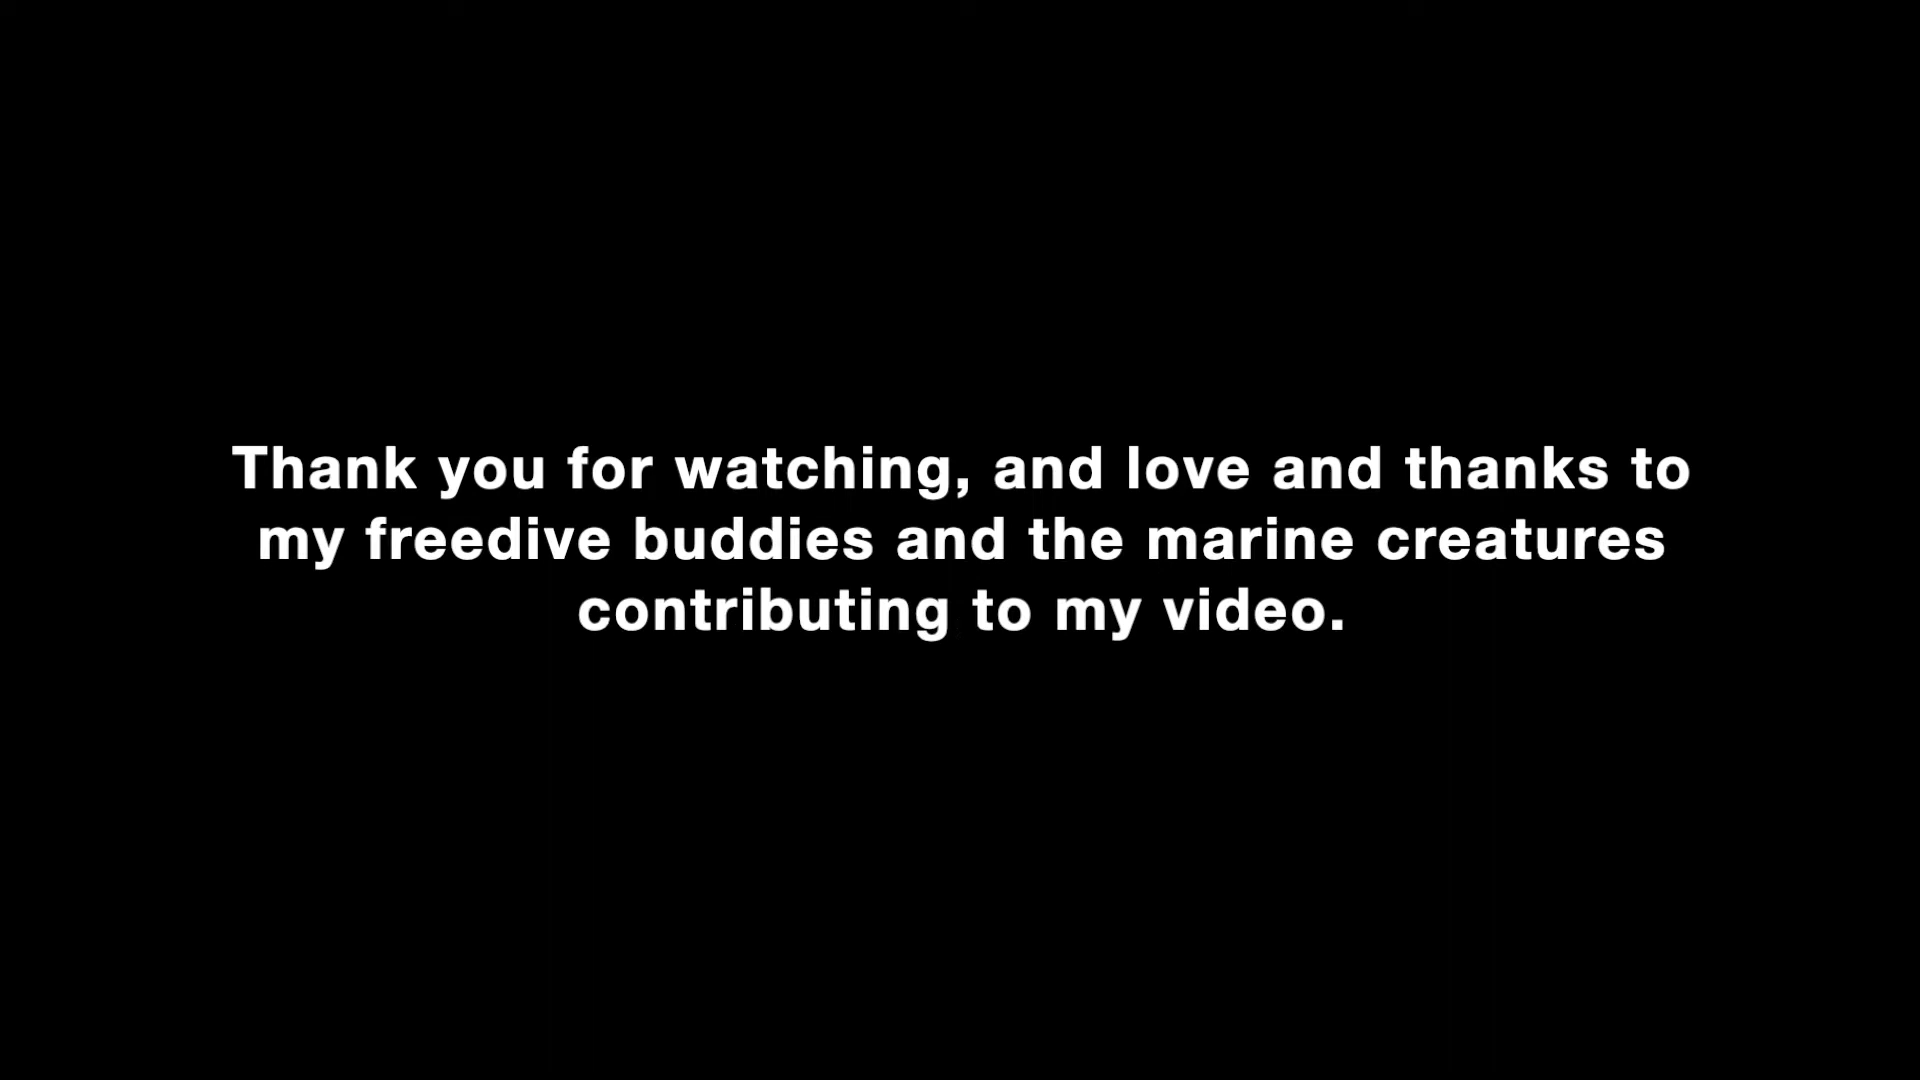 Thank you for watching, and love and thanks to
my freedive buddies and the marine creatures
contributing to my video.